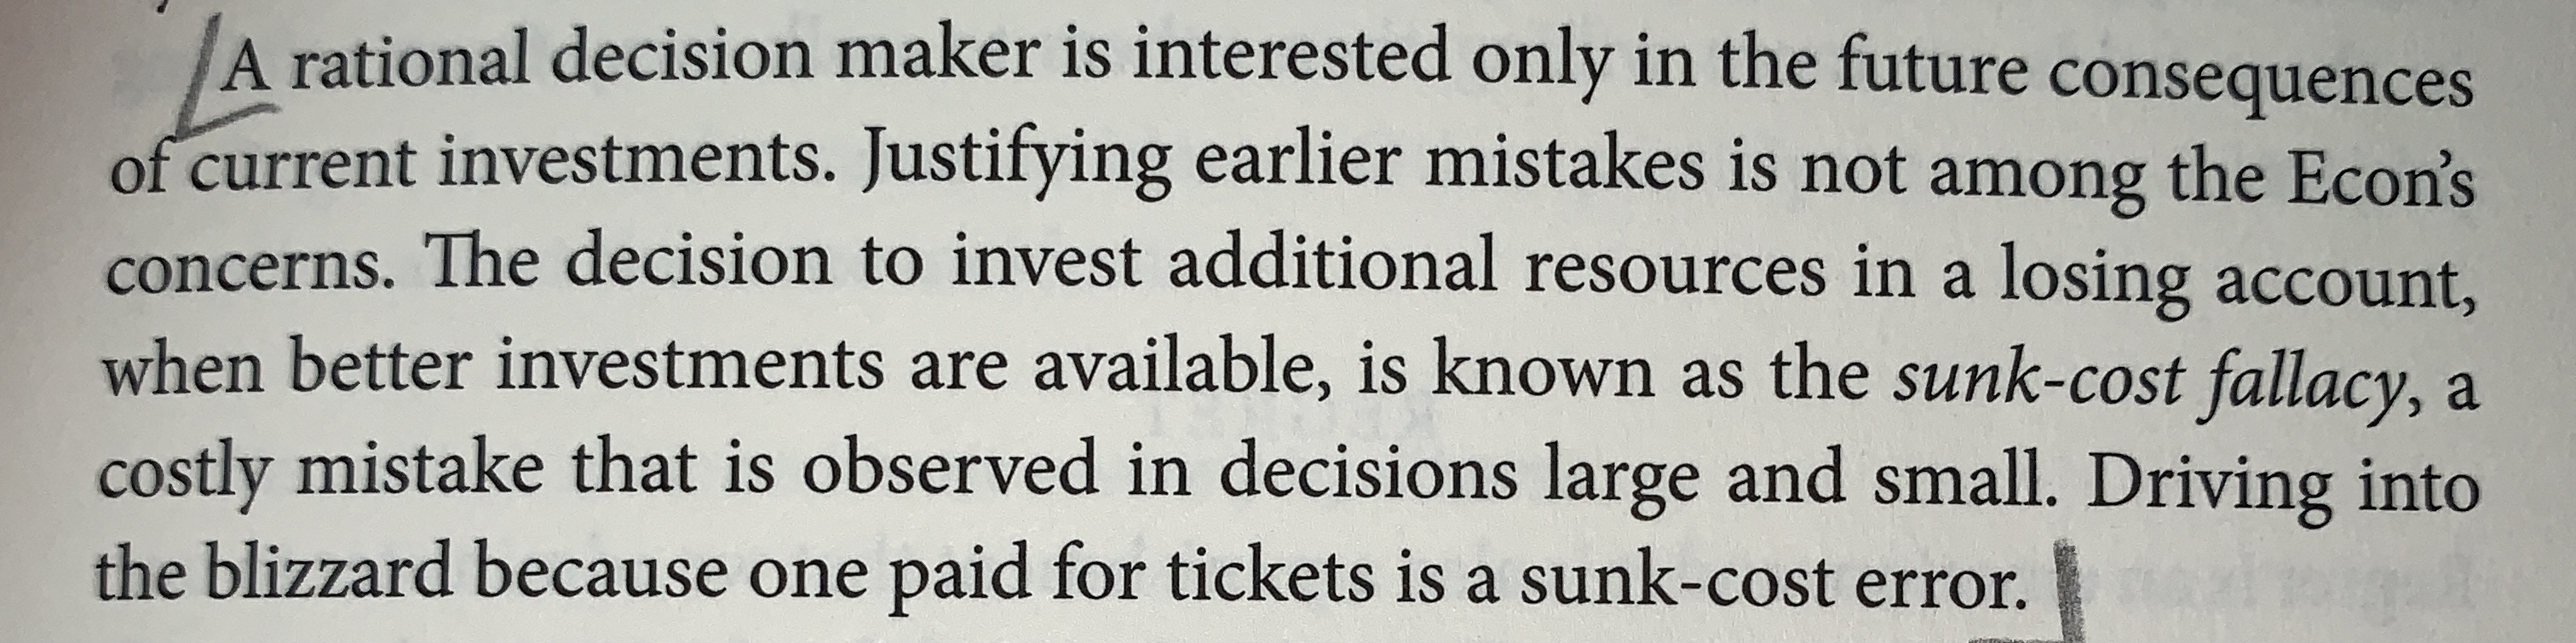 A rational decision maker is interested only in the future consequences
of current investments. Justifying earlier mistakes is not among the Econ’s
concerns. The decision to invest additional resources in a losing account,
when better investments are available, is known as the sunk-cost fallacy, a
costly mistake that is observed in decisions large and small. Driving into
the blizzard because one paid for tickets is a sunk-cost error.